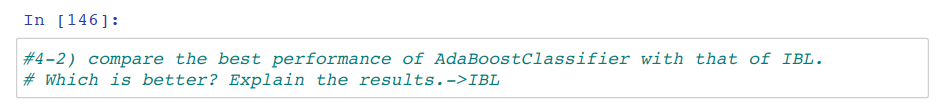 In [146]:
#4-2) compare the best performance of AdaBoostClassifier with that of IBL.
# Which is better? Explain the results.->IBL